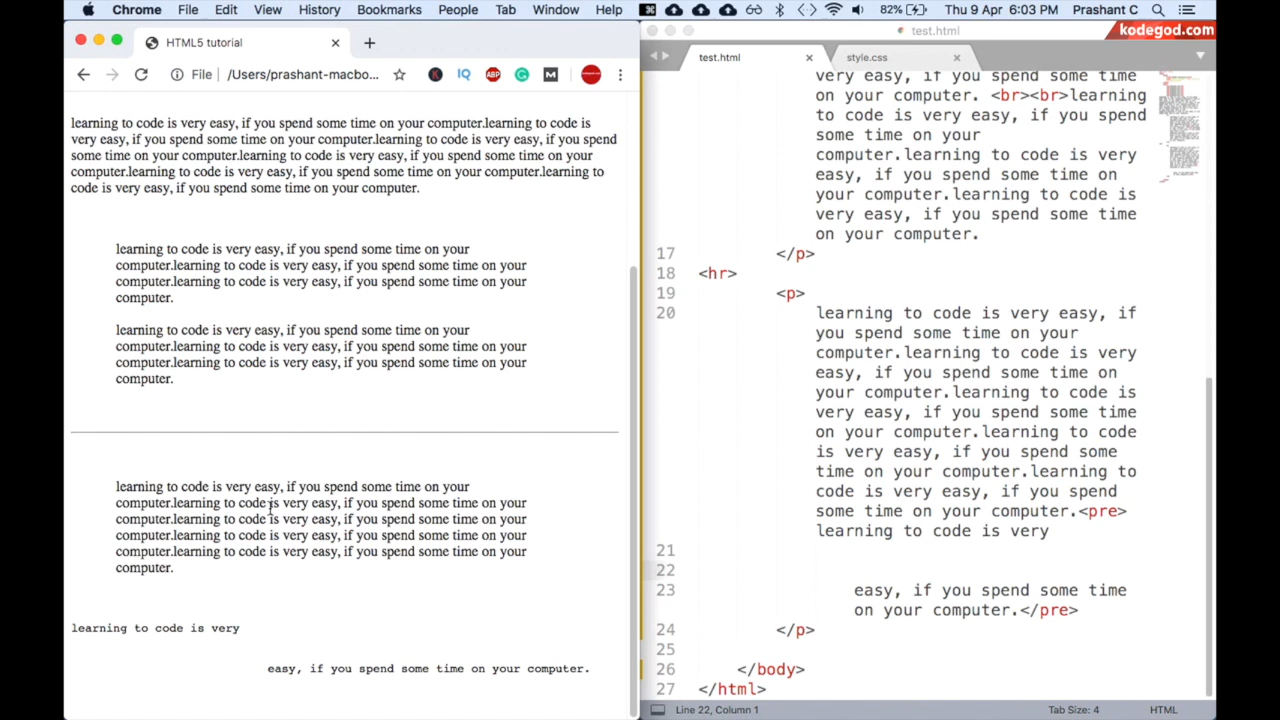 Chrome File Edit View History Bookmarks People Tab Window Help 82% Thu 9 Apr 6:03 PM Prashant C
HTML5 tutorial
File /Users/prashant-macbo...
IQ ABP M
learning to code is very easy, if you spend some time on your computer.learning to code is
very easy, if you spend some time on your computer.learning to code is very easy, if you spend
some time on your computer.learning to code is very easy, if you spend some time on your
computer.learning to code is very easy, if you spend some time on your computer.learning to
code is very easy, if you spend some time on your computer.
learning to code is very easy, if you spend some time on your
computer.learning to code is very easy, if you spend some time on your
computer.learning to code is very easy, if you spend some time on your
computer.
learning to code is very easy, if you spend some time on your
computer.learning to code is very easy, if you spend some time on your
computer.learning to code is very easy, if you spend some time on your
computer.
learning to code is very easy, if you spend some time on your
computer.learning to code is very easy, if you spend some time on your
computer.learning to code is very easy, if you spend some time on your
computer.learning to code is very easy, if you spend some time on your
computer.learning to code is very easy, if you spend some time on your
computer.
learning to code is very
easy, if you spend some time on your computer.
test.html
kodegod.com
test.html style.css
very easy, if you spend some time
on your computer. <br><br>learning
to code is very easy, if you spend
some time on your
computer.learning to code is very
easy, if you spend some time on
your computer.learning to code is
very easy, if you spend some time
on your computer.
17 </p>
18 <hr>
19 <p>
20 learning to code is very easy, if
you spend some time on your
computer.learning to code is very
easy, if you spend some time on
your computer.learning to code is
very easy, if you spend some time
on your computer.learning to code
is very easy, if you spend some
time on your computer.learning to
code is very easy, if you spend
some time on your computer.<pre>
learning to code is very
21
22
23 easy, if you spend some time
on your computer.</pre>
24 </p>
25
26 </body>
27 </html>
Line 22, Column 1 Tab Size: 4 HTML